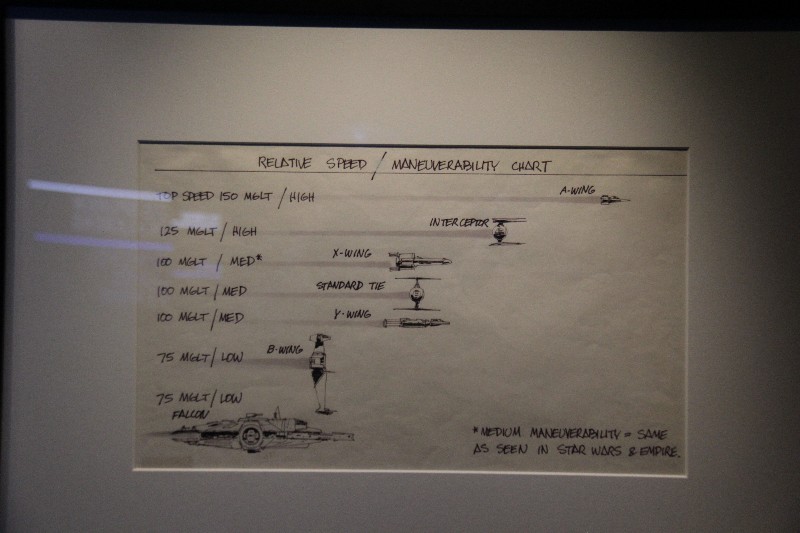 RELATIVE SPEED / MANEUVERABILITY CHART
TOP SPEED 150 MGLT / HIGH A-WING
125 MGLT / HIGH INTERCEPTOR
100 MGLT / MED* X-WING
100 MGLT / MED STANDARD TIE
100 MGLT / MED Y-WING
75 MGLT / LOW B-WING
75 MGLT / LOW
FALCON
*MEDIUM MANEUVERABILITY = SAME
AS SEEN IN STAR WARS & EMPIRE.